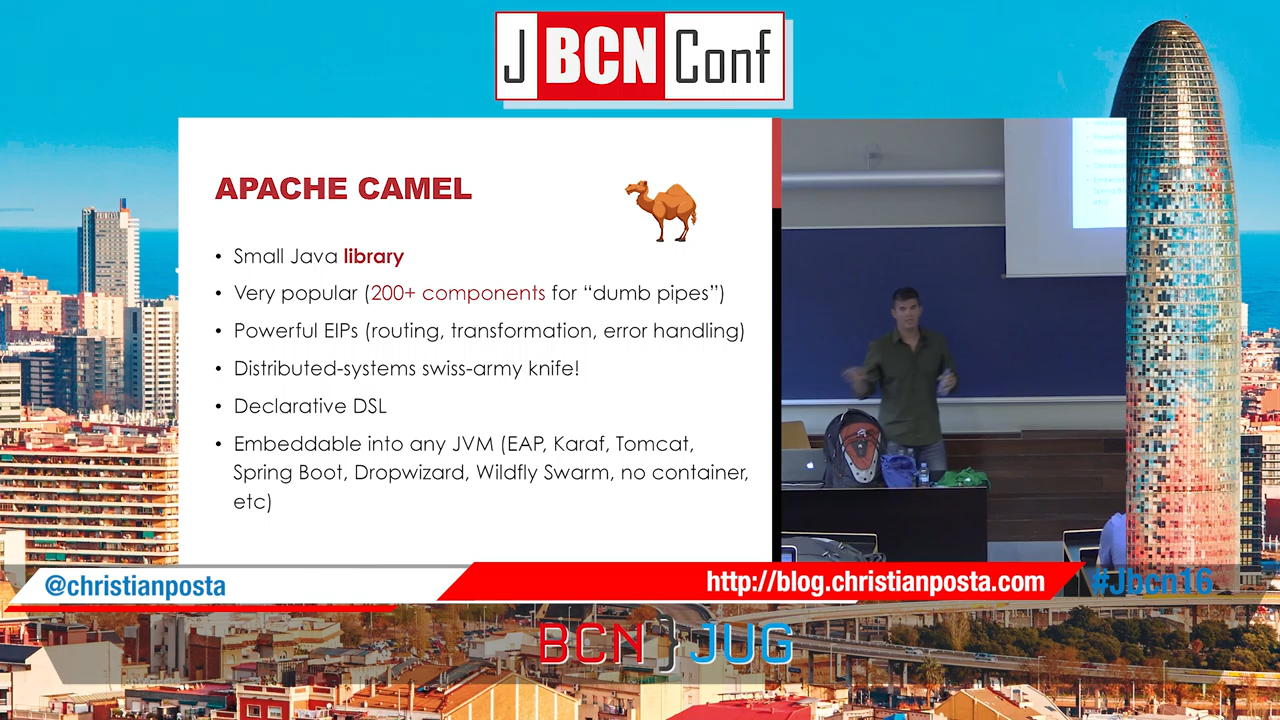 J BCN Conf
APACHE CAMEL
• Small Java library
• Very popular (200+ components for “dumb pipes”)
• Powerful EIPs (routing, transformation, error handling)
• Distributed-systems swiss-army knife!
• Declarative DSL
• Embeddable into any JVM (EAP, Karaf, Tomcat,
Spring Boot, Dropwizard, Wildfly Swarm, no container,
etc)
@christianposta
http://blog.christianposta.com
#Jbcn16
BCN JUG